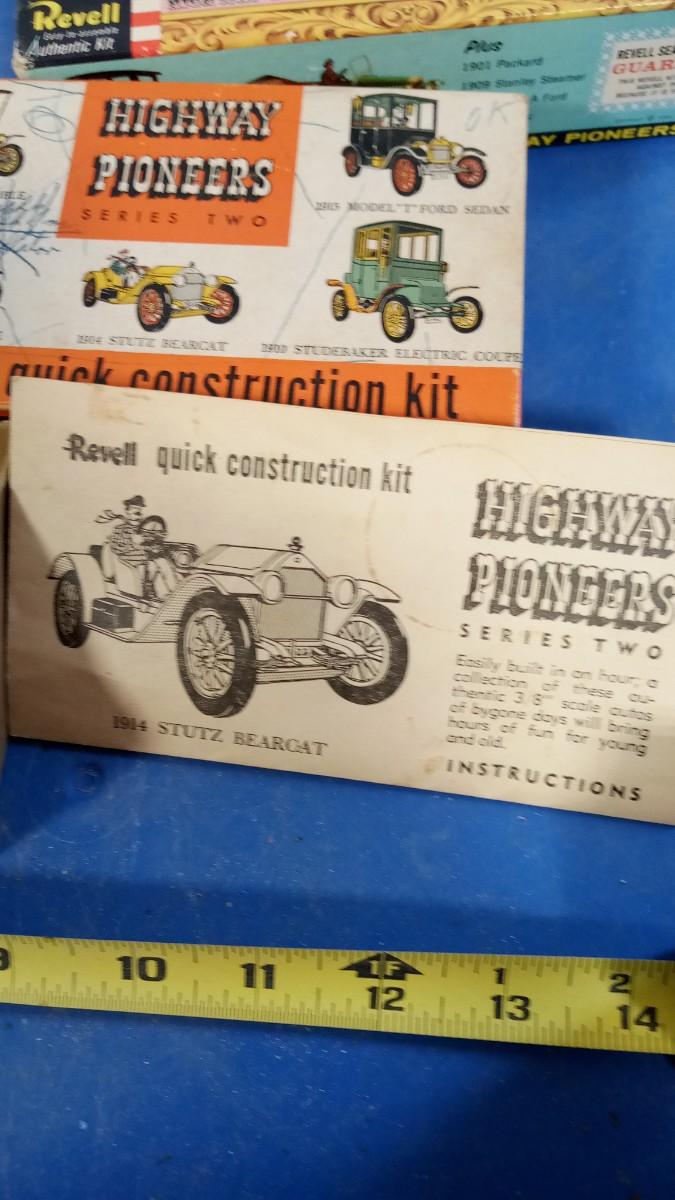 Revell
Authentic Kit
Plus
1901 Packard
1909 Stanley Steamer
A Ford
REVELL
GUAR
AY PIONEERS
HIGHWAY
PIONEERS
SERIES TWO
OK
1915 MODEL "T" FORD SEDAN
1914 STUTZ BEARCAT
1910 STUDEBAKER ELECTRIC COUPE
quick construction kit
Revell quick construction kit
HIGHWAY
PIONEERS
SERIES TWO
Easily built in an hour; a
collection of these au-
thentic 3/8" scale autos
of bygone days will bring
hours of fun for young
and old.
INSTRUCTIONS
1914 STUTZ BEARCAT
9 10 11 1F 1 2
12 13 14